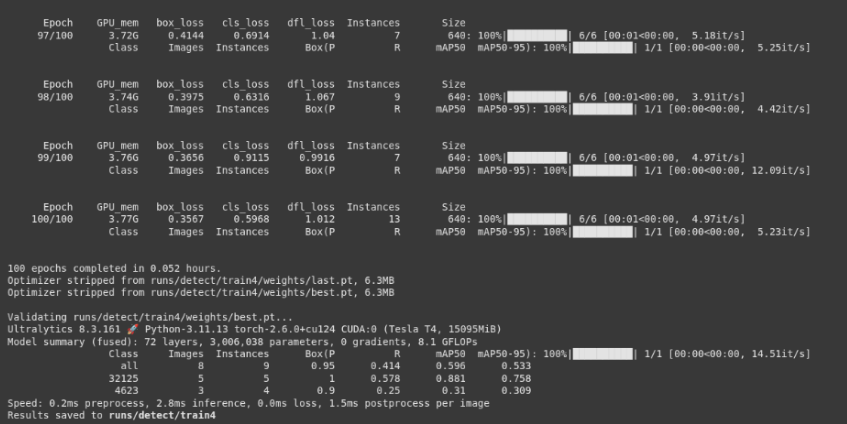 Epoch    GPU_mem   box_loss   cls_loss   dfl_loss  Instances       Size
97/100      3.72G     0.4144     0.6914       1.04          7        640: 100%|██████████| 6/6 [00:01<00:00,  5.18it/s]
Class     Images  Instances      Box(P          R      mAP50  mAP50-95): 100%|██████████| 1/1 [00:00<00:00,  5.25it/s]
Epoch    GPU_mem   box_loss   cls_loss   dfl_loss  Instances       Size
98/100      3.74G     0.3975     0.6316      1.067          9        640: 100%|██████████| 6/6 [00:01<00:00,  3.91it/s]
Class     Images  Instances      Box(P          R      mAP50  mAP50-95): 100%|██████████| 1/1 [00:00<00:00,  4.42it/s]
Epoch    GPU_mem   box_loss   cls_loss   dfl_loss  Instances       Size
99/100      3.76G     0.3656     0.9115     0.9916          7        640: 100%|██████████| 6/6 [00:01<00:00,  4.97it/s]
Class     Images  Instances      Box(P          R      mAP50  mAP50-95): 100%|██████████| 1/1 [00:00<00:00, 12.09it/s]
Epoch    GPU_mem   box_loss   cls_loss   dfl_loss  Instances       Size
100/100      3.77G     0.3567     0.5968      1.012         13        640: 100%|██████████| 6/6 [00:01<00:00,  4.97it/s]
Class     Images  Instances      Box(P          R      mAP50  mAP50-95): 100%|██████████| 1/1 [00:00<00:00,  5.23it/s]
100 epochs completed in 0.052 hours.
Optimizer stripped from runs/detect/train4/weights/last.pt, 6.3MB
Optimizer stripped from runs/detect/train4/weights/best.pt, 6.3MB
Validating runs/detect/train4/weights/best.pt...
Ultralytics 8.3.161 🚀 Python-3.11.13 torch-2.6.0+cu124 CUDA:0 (Tesla T4, 15095MiB)
Model summary (fused): 72 layers, 3,006,038 parameters, 0 gradients, 8.1 GFLOPs
Class     Images  Instances      Box(P          R      mAP50  mAP50-95): 100%|██████████| 1/1 [00:00<00:00, 14.51it/s]
all          8          9       0.95      0.414      0.596      0.533
32125          5          5          1      0.578      0.881      0.758
4623          3          4        0.9       0.25       0.31      0.309
Speed: 0.2ms preprocess, 2.8ms inference, 0.0ms loss, 1.5ms postprocess per image
Results saved to runs/detect/train4